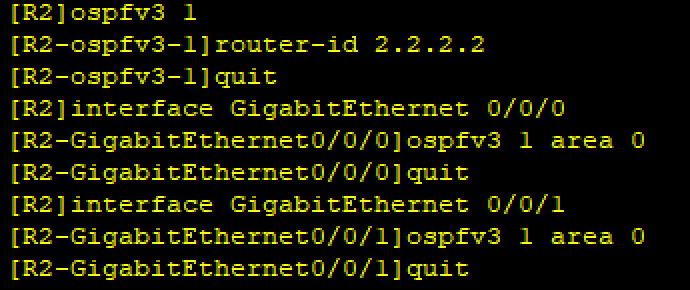 [R2]ospfv3 1
[R2-ospfv3-1]router-id 2.2.2.2
[R2-ospfv3-1]quit
[R2]interface GigabitEthernet 0/0/0
[R2-GigabitEthernet0/0/0]ospfv3 1 area 0
[R2-GigabitEthernet0/0/0]quit
[R2]interface GigabitEthernet 0/0/1
[R2-GigabitEthernet0/0/1]ospfv3 1 area 0
[R2-GigabitEthernet0/0/1]quit